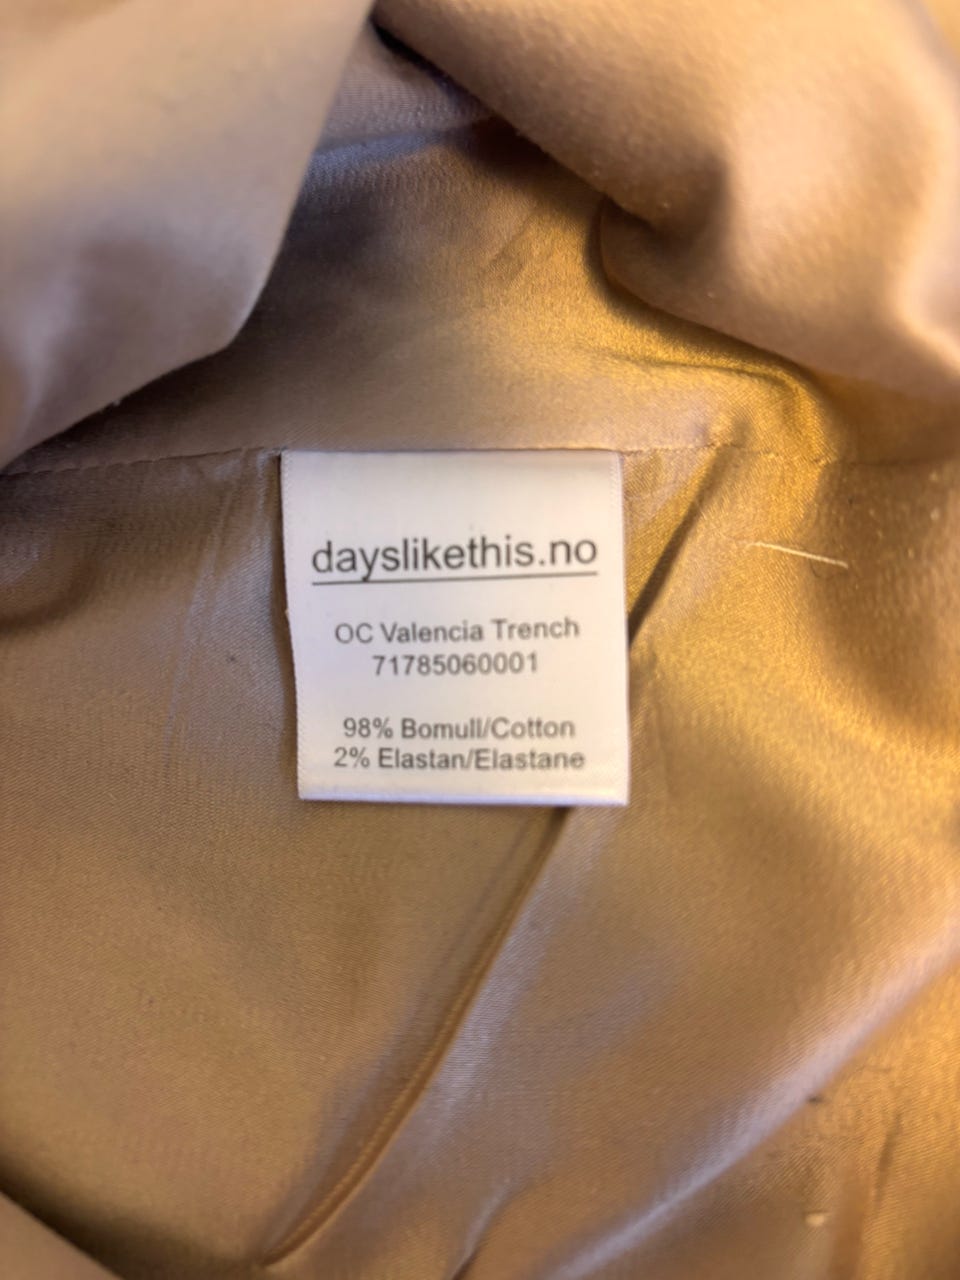 dayslikethis.no
OC Valencia Trench
71785060001
98% Bomull/Cotton
2% Elastan/Elastane